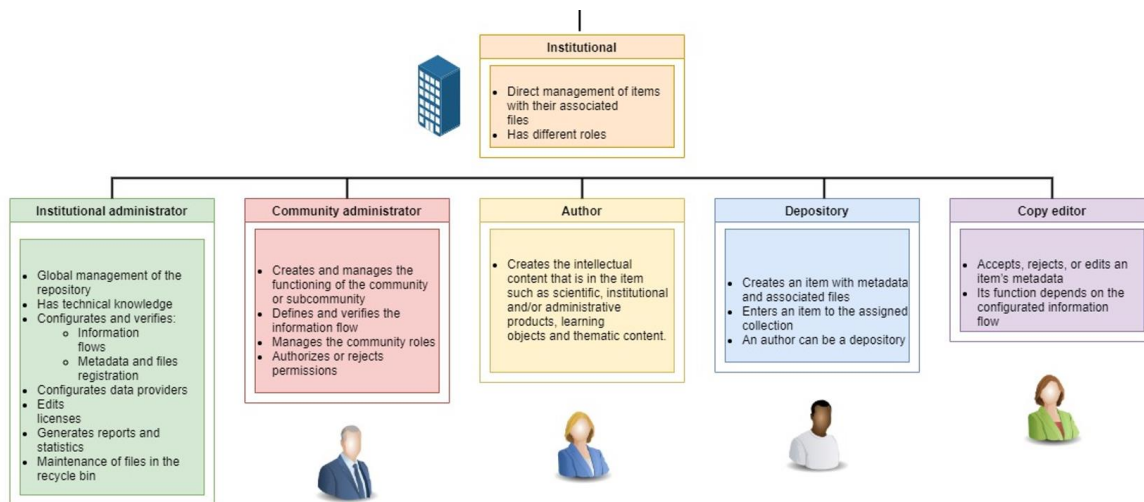 Institutional
Direct management of items
with their associated
files
Has different roles
Institutional administrator
Global management of the
repository
Has technical knowledge
Configurates and verifies:
Information
flows
Metadata and files
registration
Configurates data providers
Edits
licenses
Generates reports and
statistics
Maintenance of files in the
recycle bin
Community administrator
Creates and manages the
functioning of the community
or subcommunity
Defines and verifies the
information flow
Manages the community roles
Authorizes or rejects
permissions
Author
Creates the intellectual
content that is in the item
such as scientific, institutional
and/or administrative
products, learning
objects and thematic content.
Depository
Creates an item with metadata
and associated files
Enters an item to the assigned
collection
An author can be a depository
Copy editor
Accepts, rejects, or edits an
item's metadata
Its function depends on the
configurated information
flow